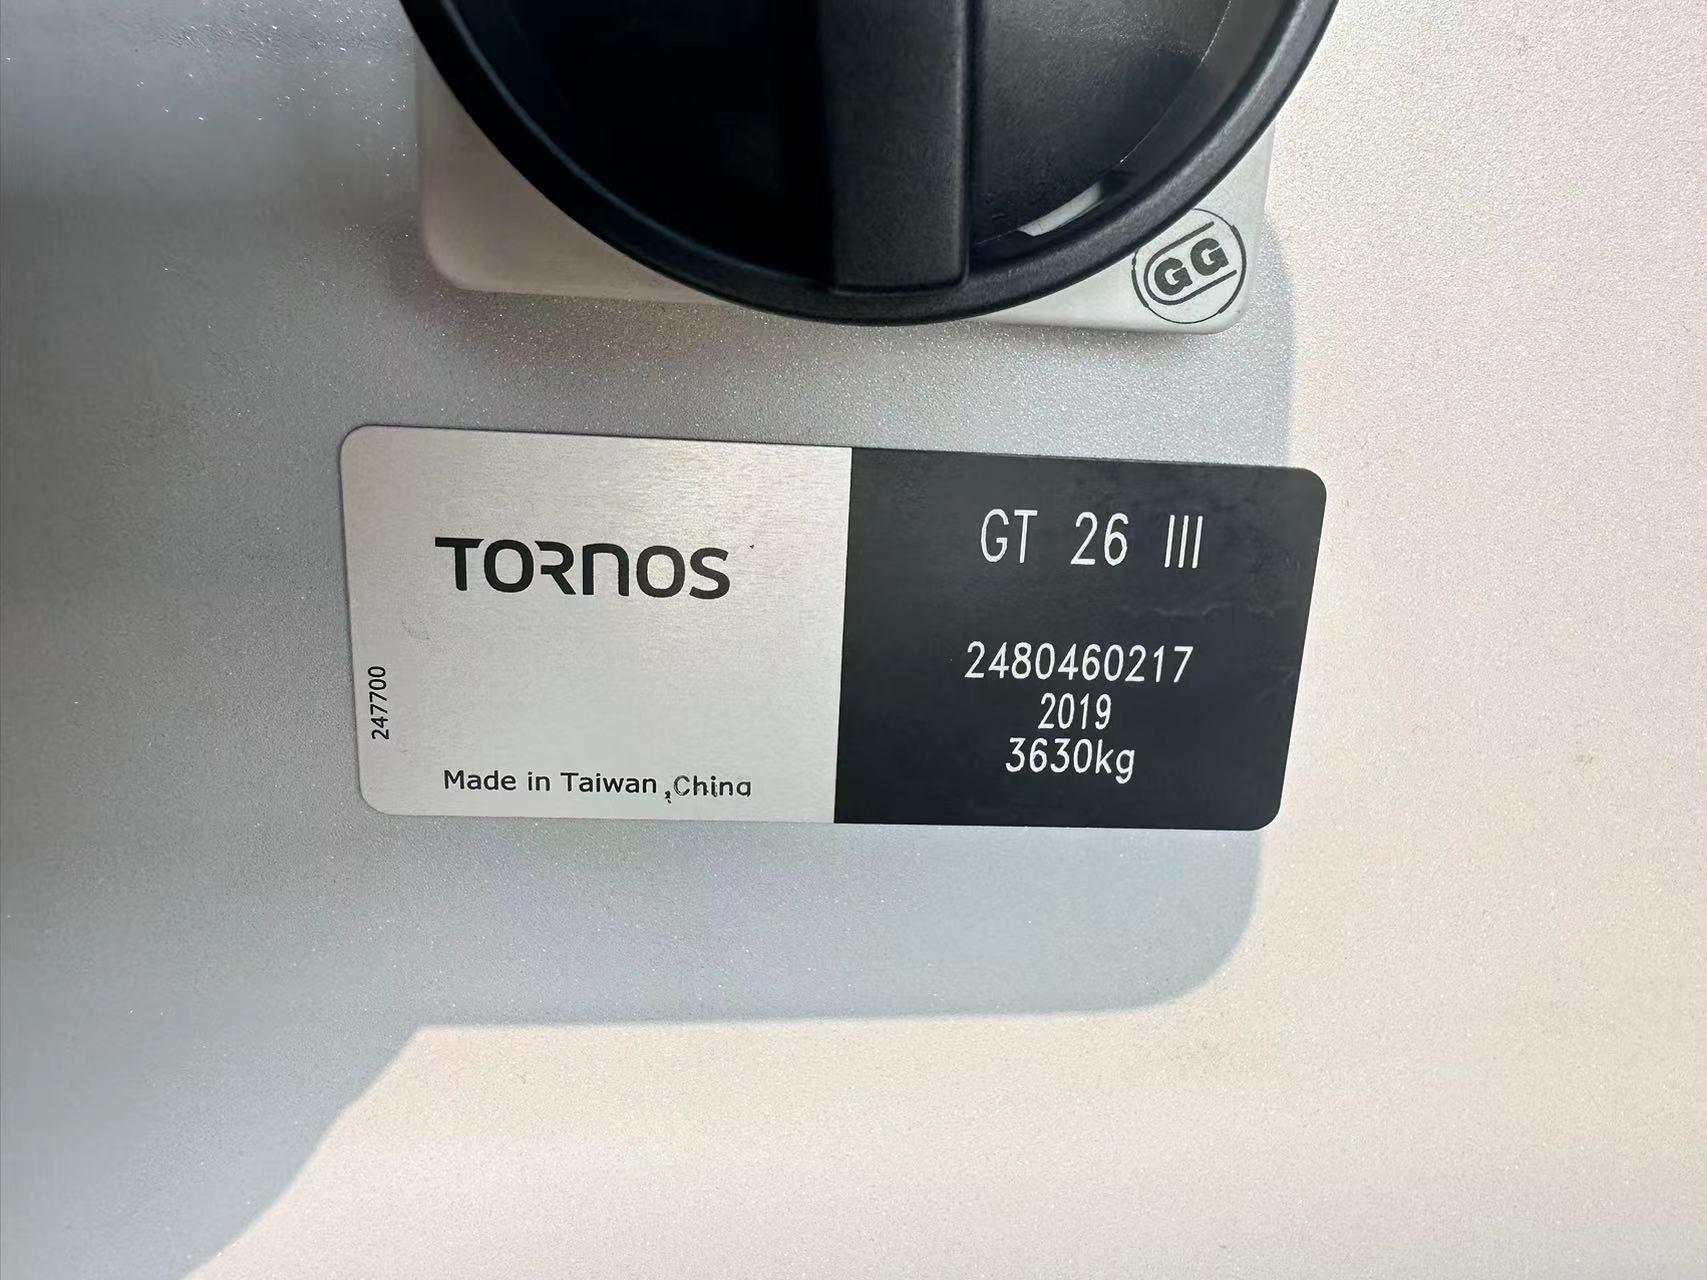 GG
TORNOS
247700
Made in Taiwan ,China
GT 26 III
2480460217
2019
3630kg